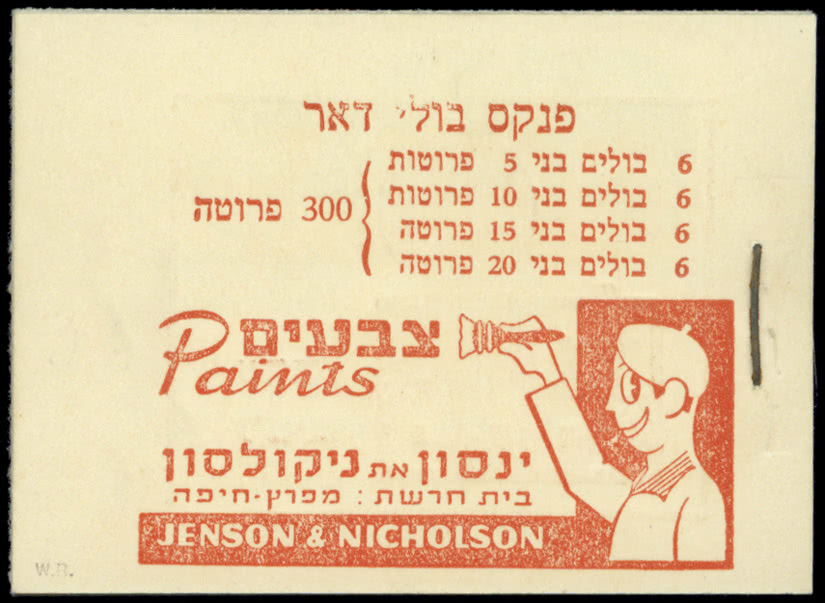 פנקס בולי דאר
6 בולים בני 5 פרוטות
6 בולים בני 10 פרוטות
6 בולים בני 15 פרוטה
6 בולים בני 20 פרוטה
300 פרוטה
צבעים
Paints
ינסון את ניקולסון
בית חרשת: מפרץ-חיפה
JENSON & NICHOLSON
W.R.